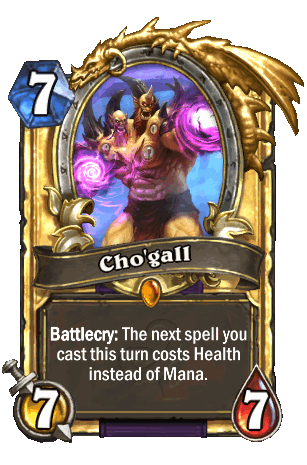 7
Cho'gall
Battlecry: The next spell you
cast this turn costs Health
instead of Mana.
7
7